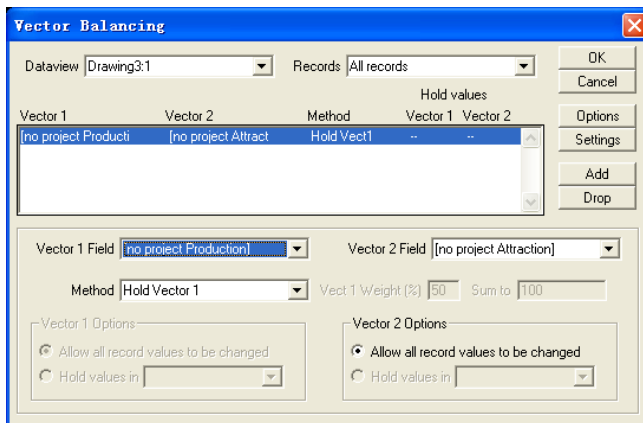 Vector Balancing
Dataview Drawing3:1 Records All records OK
Cancel
Hold values
Vector 1 Vector 2 Method Vector 1 Vector 2 Options
[no project Producti [no project Attract Hold Vect1 -- -- Settings
Add
Drop
Vector 1 Field [no project Production] Vector 2 Field [no project Attraction]
Method Hold Vector 1 Vect 1 Weight (%) 50 Sum to 100
Vector 1 Options Vector 2 Options
Allow all record values to be changed Allow all record values to be changed
Hold values in Hold values in